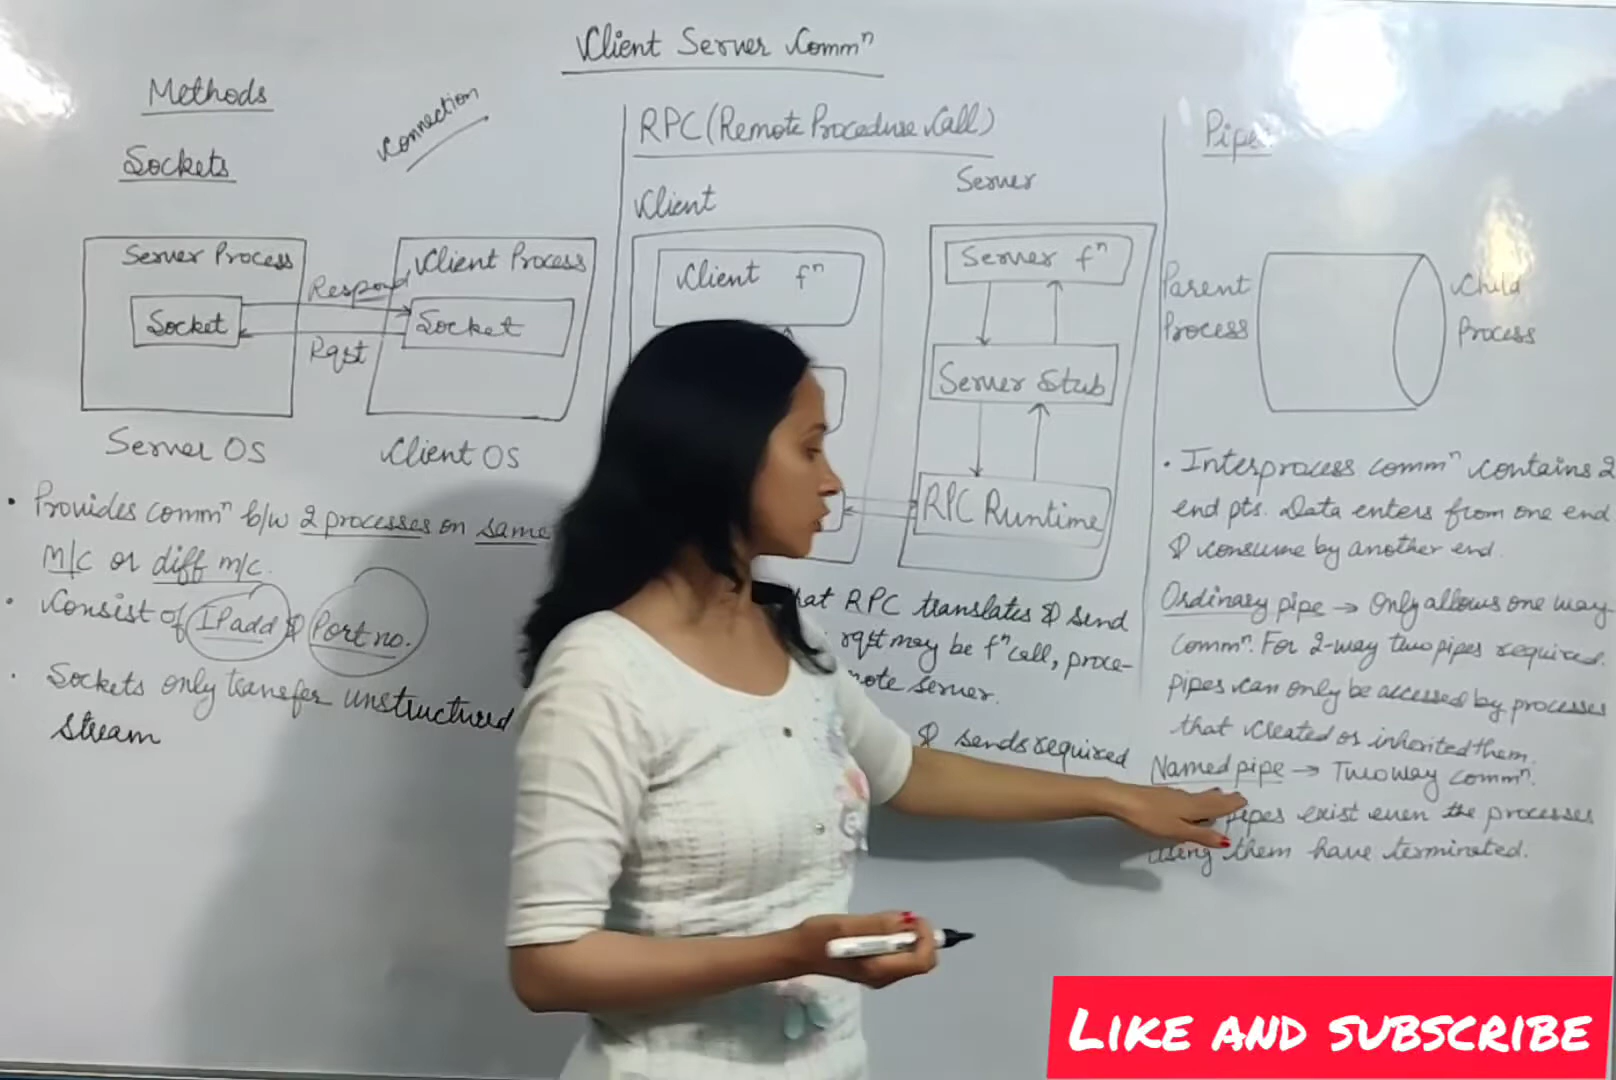 Client Server Commⁿ
Methods
Connection
Sockets
Server Process
Socket
Respond
Rqst
Client Process
Socket
Server OS
Client OS
• Provides commⁿ b/w 2 processes on same
M/C or diff m/c.
• Consist of IP add & Port no.
• Sockets only transfer unstructured
stream
RPC (Remote Procedure Call)
Client
Server
Client fⁿ
Server fⁿ
Server Stub
RPC Runtime
RPC translates & send
rqst may be fⁿ call, proce-
server.
& sends required
Pipe
Parent
Process
Child
Process
• Interprocess commⁿ contains 2
end pts. Data enters from one end
& consume by another end.
Ordinary pipe → Only allows one way
commⁿ. For 2-way two pipes required.
pipes can only be accessed by processes
that created or inherited them.
Named pipe → Two way commⁿ.
pipes exist even the processes
using them have terminated.
LIKE AND SUBSCRIBE